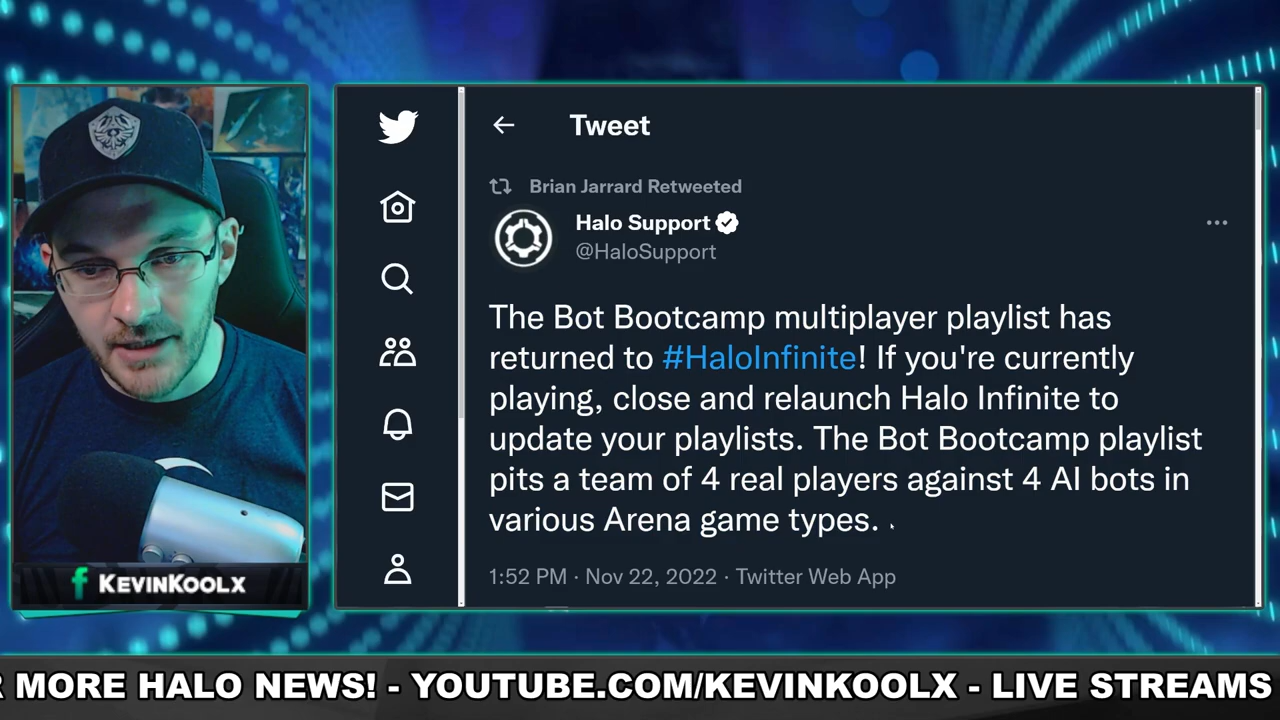 Tweet
Brian Jarrard Retweeted
Halo Support
@HaloSupport
The Bot Bootcamp multiplayer playlist has
returned to #HaloInfinite! If you're currently
playing, close and relaunch Halo Infinite to
update your playlists. The Bot Bootcamp playlist
pits a team of 4 real players against 4 AI bots in
various Arena game types.
1:52 PM · Nov 22, 2022 · Twitter Web App
f KEVINKOOLX
R MORE HALO NEWS! - YOUTUBE.COM/KEVINKOOLX - LIVE STREAMS